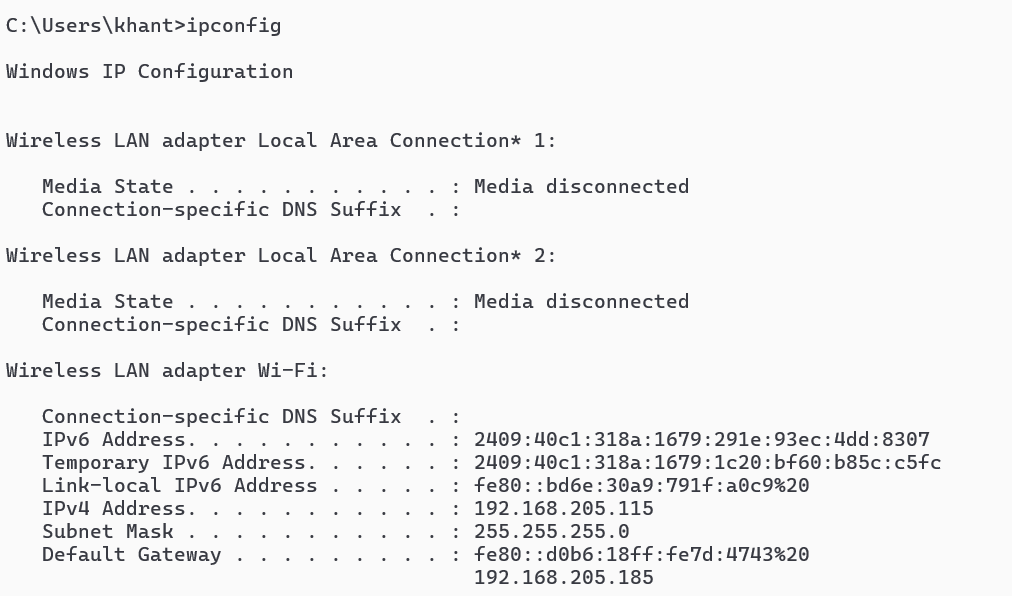 C:\Users\khant>ipconfig
Windows IP Configuration
Wireless LAN adapter Local Area Connection* 1:
Media State . . . . . . . . . . . : Media disconnected
Connection-specific DNS Suffix  . :
Wireless LAN adapter Local Area Connection* 2:
Media State . . . . . . . . . . . : Media disconnected
Connection-specific DNS Suffix  . :
Wireless LAN adapter Wi-Fi:
Connection-specific DNS Suffix  . :
IPv6 Address. . . . . . . . . . . : 2409:40c1:318a:1679:291e:93ec:4dd:8307
Temporary IPv6 Address. . . . . . : 2409:40c1:318a:1679:1c20:bf60:b85c:c5fc
Link-local IPv6 Address . . . . . : fe80::bd6e:30a9:791f:a0c9%20
IPv4 Address. . . . . . . . . . . : 192.168.205.115
Subnet Mask . . . . . . . . . . . : 255.255.255.0
Default Gateway . . . . . . . . . : fe80::d0b6:18ff:fe7d:4743%20
192.168.205.185